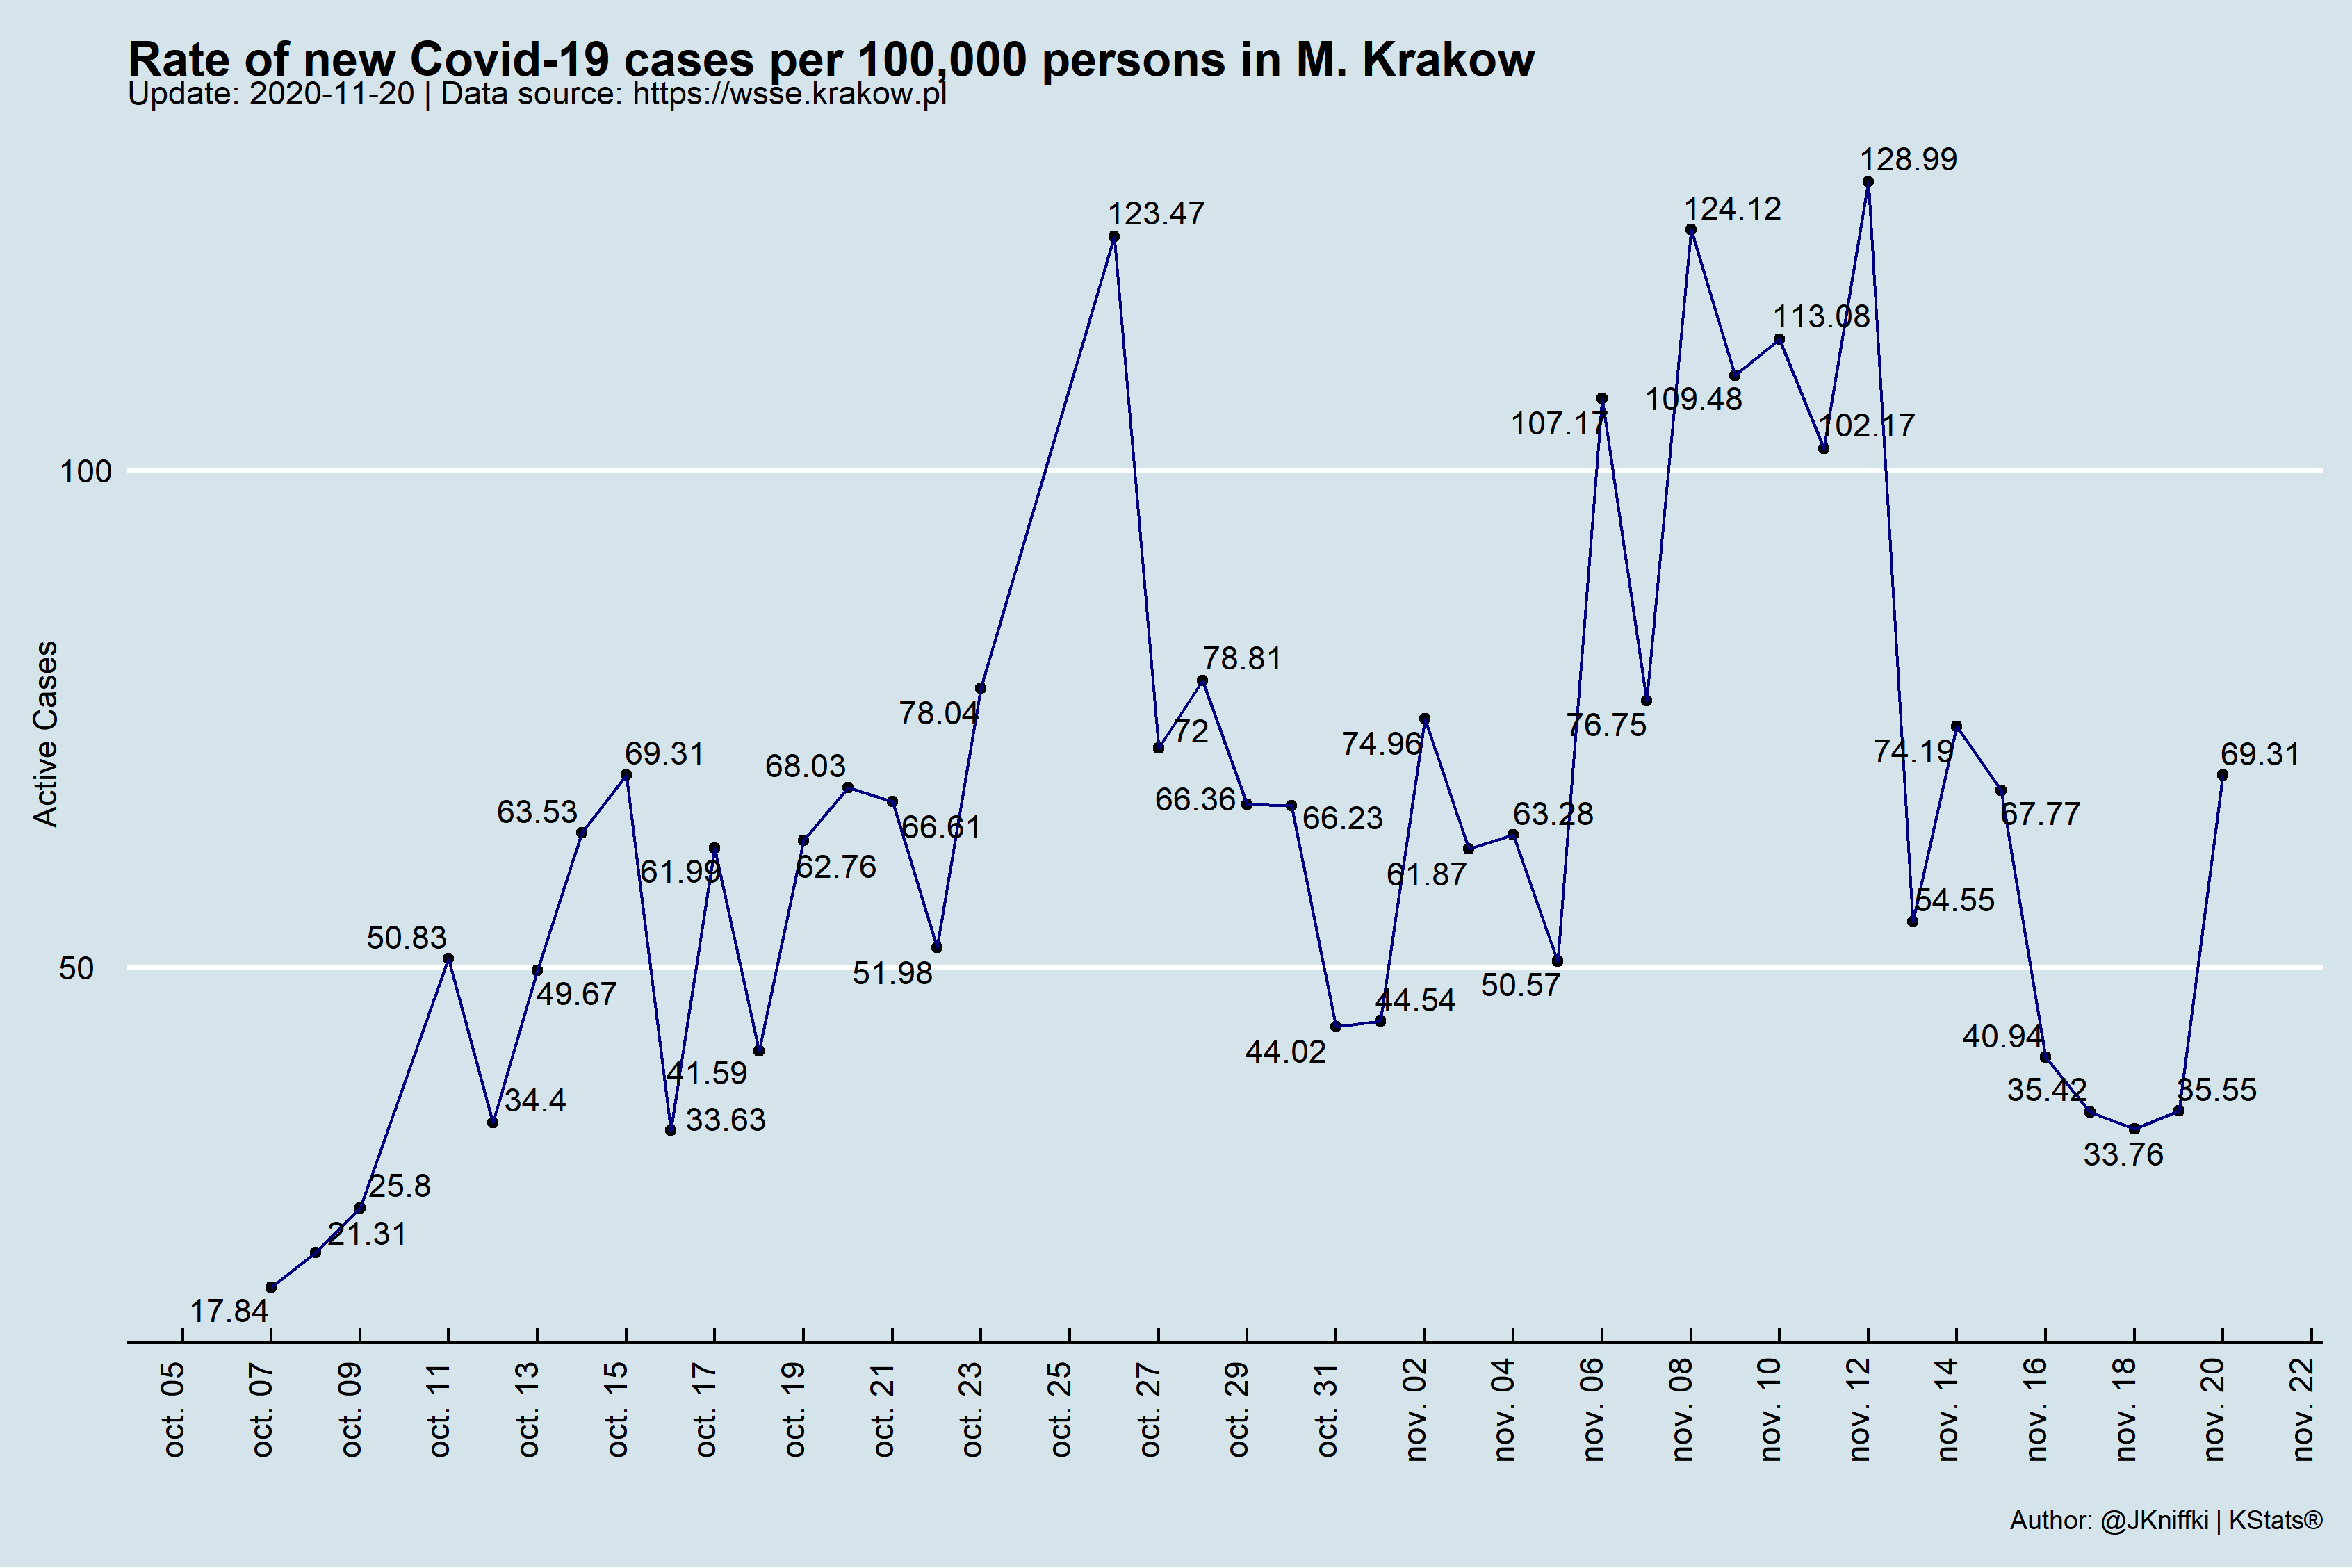 Rate of new Covid-19 cases per 100,000 persons in M. Krakow
Update: 2020-11-20 | Data source: https://wsse.krakow.pl
Active Cases
100
50
17.84
21.31
25.8
50.83
34.4
49.67
63.53
69.31
33.63
61.99
41.59
62.76
68.03
66.61
51.98
78.04
123.47
72
78.81
66.36
66.23
44.02
44.54
74.96
61.87
63.28
50.57
107.17
76.75
124.12
109.48
113.08
102.17
128.99
54.55
74.19
67.77
40.94
35.42
33.76
35.55
69.31
oct. 05
oct. 07
oct. 09
oct. 11
oct. 13
oct. 15
oct. 17
oct. 19
oct. 21
oct. 23
oct. 25
oct. 27
oct. 29
oct. 31
nov. 02
nov. 04
nov. 06
nov. 08
nov. 10
nov. 12
nov. 14
nov. 16
nov. 18
nov. 20
nov. 22
Author: @JKniffki | KStats®